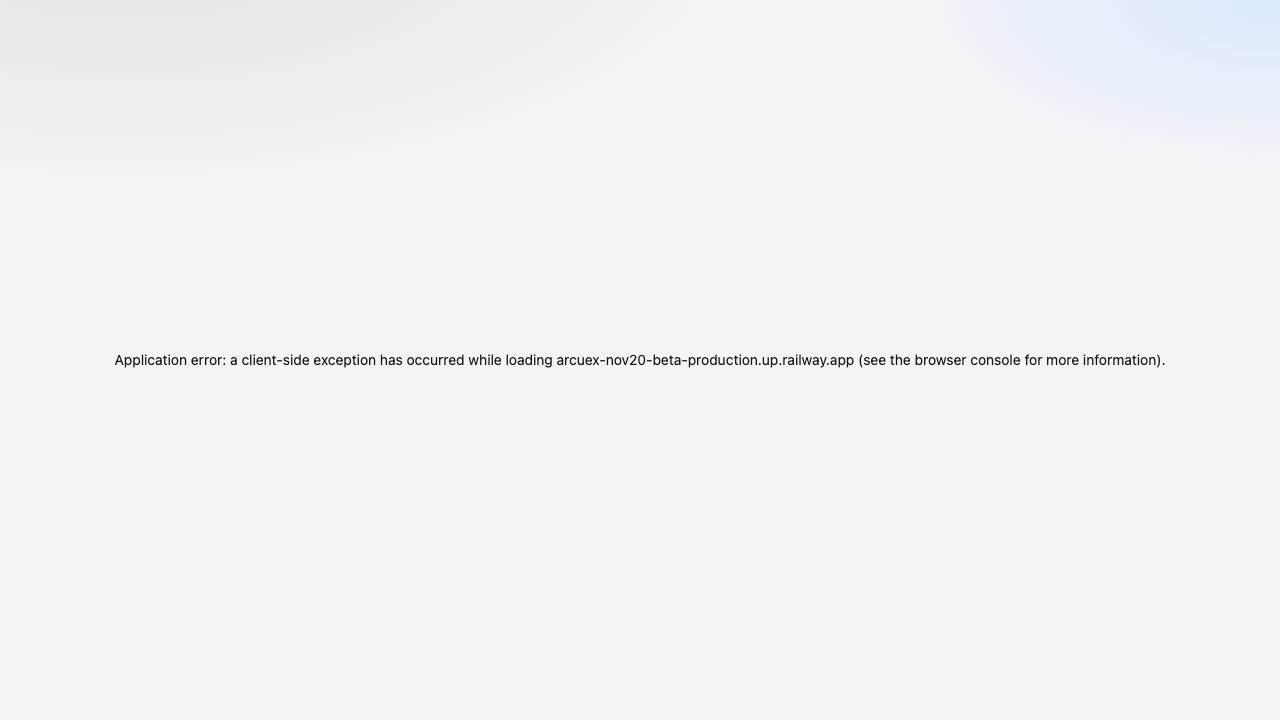 Application error: a client-side exception has occurred while loading arcuex-nov20-beta-production.up.railway.app (see the browser console for more information).